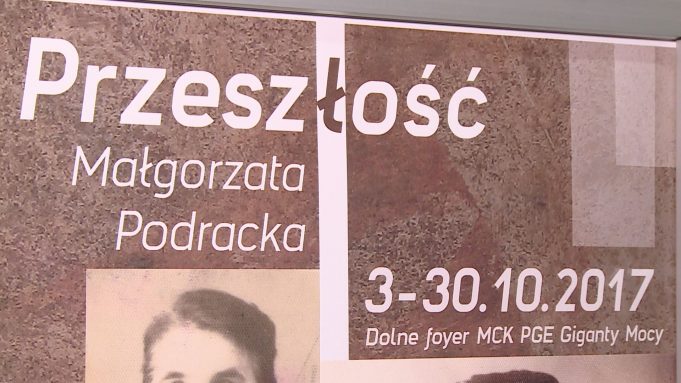 Przeszłość
Małgorzata
Podracka
3-30.10.2017
Dolne foyer MCK PGE Giganty Mocy